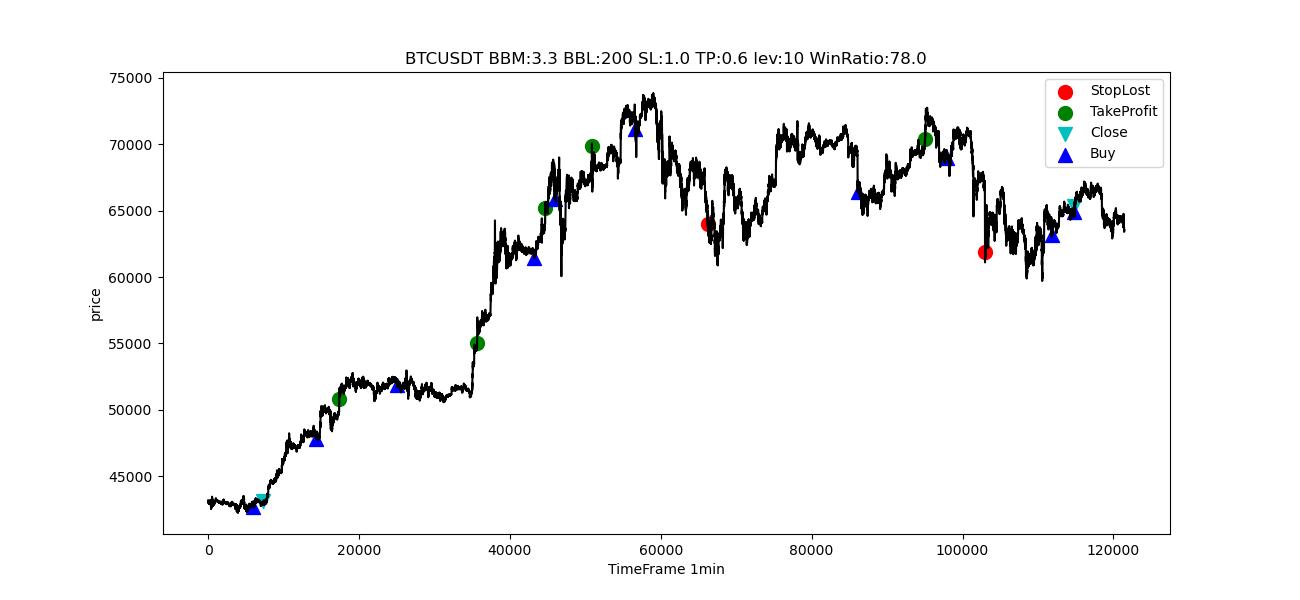 BTCUSDT BBM:3.3 BBL:200 SL:1.0 TP:0.6 lev:10 WinRatio:78.0
75000
70000
65000
60000
55000
50000
45000
price
StopLost
TakeProfit
Close
Buy
0
20000
40000
60000
80000
100000
120000
TimeFrame 1min